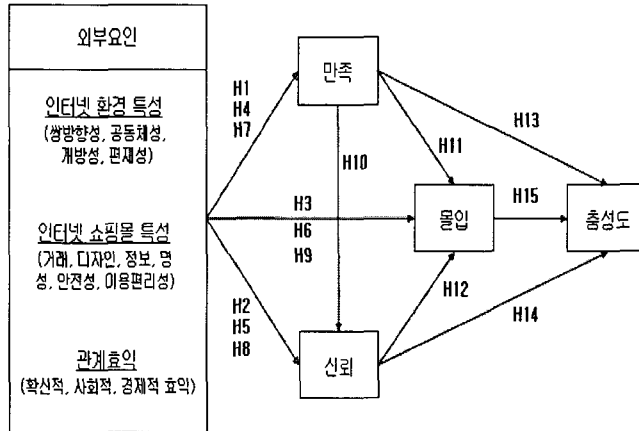 외부요인
인터넷 환경 특성
(쌍방향성, 공동체성,
개방성, 편재성)
인터넷 쇼핑몰 특성
(거래, 디자인, 정보, 명
성, 안전성, 이용편리성)
관계효익
(확신적, 사회적, 경제적 효익)
H1
H4
H7
H3
H6
H9
H2
H5
H8
만족
H10
신뢰
H11
H12
몰입
H13
H15
H14
충성도